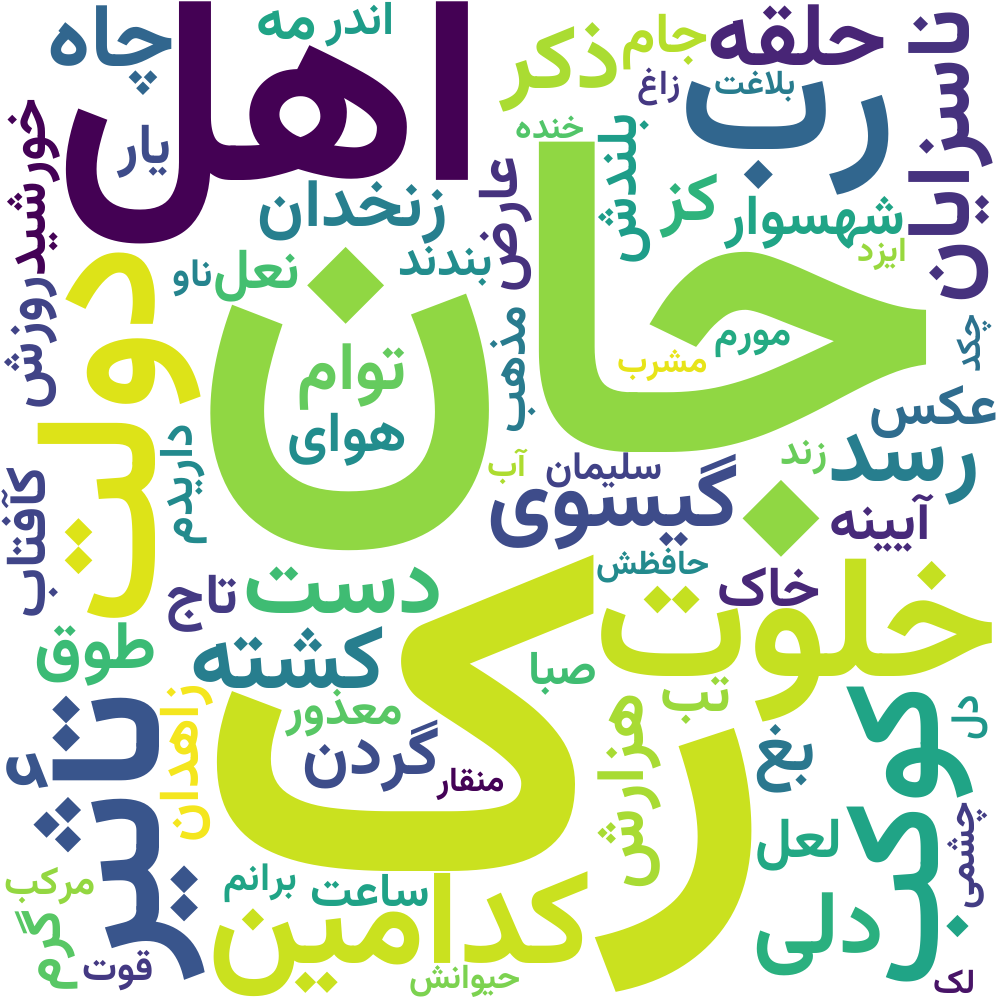 اهل
چاه
اندر
مه
جام
حلقه
ناسزایان
ذکر
زاغ
بلاغت
رب
خنده
یار
خورشیدروزش
زنخدان
عارض
بلندش
کز
شهسوار
ایزد
بندند
نعل
ناو
دولت
جان
مذهب
مورم
مشرب
چکد
توام
هوای
عکس
رسد
زند
آب
سلیمان
گیسوی
داریدم
کآفتاب
آیینه
حافظش
خاک
خلوت
دست
تاج
رک
طوق
کشته
صبا
تب
معذور
زاهدان
تأثیر
گردن
منقار
هزارش
بغ
کوکب
دل
لعل
چشمی
دلی
مرکب
برانم
ساعت
کدامین
گرم
قوت
حیوانش
لک